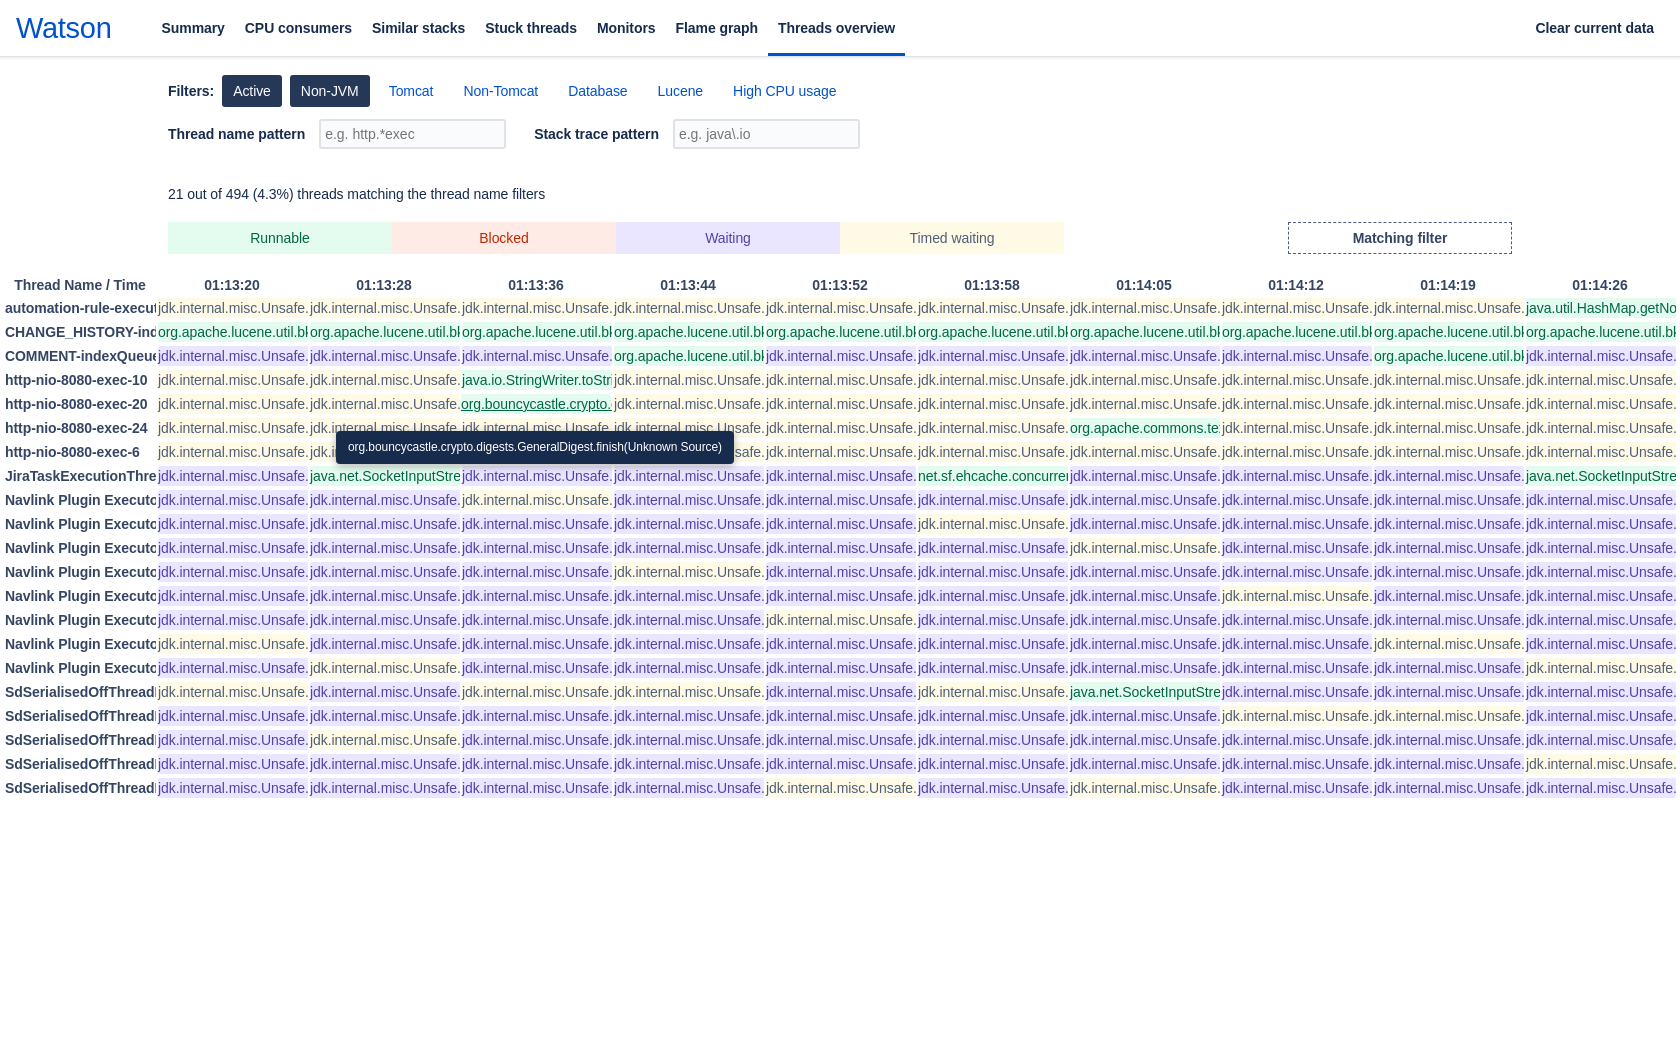 Watson Summary CPU consumers Similar stacks Stuck threads Monitors Flame graph Threads overview Clear current data
Filters: Active Non-JVM Tomcat Non-Tomcat Database Lucene High CPU usage
Thread name pattern e.g. http.*exec Stack trace pattern e.g. java\.io
21 out of 494 (4.3%) threads matching the thread name filters
Runnable Blocked Waiting Timed waiting Matching filter
Thread Name / Time 01:13:20 01:13:28 01:13:36 01:13:44 01:13:52 01:13:58 01:14:05 01:14:12 01:14:19 01:14:26
automation-rule-execut jdk.internal.misc.Unsafe. jdk.internal.misc.Unsafe. jdk.internal.misc.Unsafe. jdk.internal.misc.Unsafe. jdk.internal.misc.Unsafe. jdk.internal.misc.Unsafe. jdk.internal.misc.Unsafe. jdk.internal.misc.Unsafe. jdk.internal.misc.Unsafe. java.util.HashMap.getNo
CHANGE_HISTORY-ind org.apache.lucene.util.bk org.apache.lucene.util.bk org.apache.lucene.util.bk org.apache.lucene.util.bk org.apache.lucene.util.bk org.apache.lucene.util.bk org.apache.lucene.util.bk org.apache.lucene.util.bk org.apache.lucene.util.bk org.apache.lucene.util.bk
COMMENT-indexQueue jdk.internal.misc.Unsafe. jdk.internal.misc.Unsafe. jdk.internal.misc.Unsafe. org.apache.lucene.util.bk jdk.internal.misc.Unsafe. jdk.internal.misc.Unsafe. jdk.internal.misc.Unsafe. jdk.internal.misc.Unsafe. org.apache.lucene.util.bk jdk.internal.misc.Unsafe.
http-nio-8080-exec-10 jdk.internal.misc.Unsafe. jdk.internal.misc.Unsafe. java.io.StringWriter.toStr jdk.internal.misc.Unsafe. jdk.internal.misc.Unsafe. jdk.internal.misc.Unsafe. jdk.internal.misc.Unsafe. jdk.internal.misc.Unsafe. jdk.internal.misc.Unsafe. jdk.internal.misc.Unsafe.
http-nio-8080-exec-20 jdk.internal.misc.Unsafe. jdk.internal.misc.Unsafe. org.bouncycastle.crypto. jdk.internal.misc.Unsafe. jdk.internal.misc.Unsafe. jdk.internal.misc.Unsafe. jdk.internal.misc.Unsafe. jdk.internal.misc.Unsafe. jdk.internal.misc.Unsafe. jdk.internal.misc.Unsafe.
http-nio-8080-exec-24 jdk.internal.misc.Unsafe. jdk.internal.misc.Unsafe. jdk.internal.misc.Unsafe. jdk.internal.misc.Unsafe. jdk.internal.misc.Unsafe. jdk.internal.misc.Unsafe. org.apache.commons.te jdk.internal.misc.Unsafe. jdk.internal.misc.Unsafe. jdk.internal.misc.Unsafe.
org.bouncycastle.crypto.digests.GeneralDigest.finish(Unknown Source)
http-nio-8080-exec-6 jdk.internal.misc.Unsafe. jdk.internal.misc.Unsafe. jdk.internal.misc.Unsafe. jdk.internal.misc.Unsafe. jdk.internal.misc.Unsafe. jdk.internal.misc.Unsafe. jdk.internal.misc.Unsafe.
JiraTaskExecutionThre jdk.internal.misc.Unsafe. java.net.SocketInputStre jdk.internal.misc.Unsafe. jdk.internal.misc.Unsafe. jdk.internal.misc.Unsafe. net.sf.ehcache.concurrer jdk.internal.misc.Unsafe. jdk.internal.misc.Unsafe. jdk.internal.misc.Unsafe. java.net.SocketInputStre
Navlink Plugin Executo jdk.internal.misc.Unsafe. jdk.internal.misc.Unsafe. jdk.internal.misc.Unsafe. jdk.internal.misc.Unsafe. jdk.internal.misc.Unsafe. jdk.internal.misc.Unsafe. jdk.internal.misc.Unsafe. jdk.internal.misc.Unsafe. jdk.internal.misc.Unsafe. jdk.internal.misc.Unsafe.
Navlink Plugin Executo jdk.internal.misc.Unsafe. jdk.internal.misc.Unsafe. jdk.internal.misc.Unsafe. jdk.internal.misc.Unsafe. jdk.internal.misc.Unsafe. jdk.internal.misc.Unsafe. jdk.internal.misc.Unsafe. jdk.internal.misc.Unsafe. jdk.internal.misc.Unsafe. jdk.internal.misc.Unsafe.
Navlink Plugin Executo jdk.internal.misc.Unsafe. jdk.internal.misc.Unsafe. jdk.internal.misc.Unsafe. jdk.internal.misc.Unsafe. jdk.internal.misc.Unsafe. jdk.internal.misc.Unsafe. jdk.internal.misc.Unsafe. jdk.internal.misc.Unsafe. jdk.internal.misc.Unsafe. jdk.internal.misc.Unsafe.
Navlink Plugin Executo jdk.internal.misc.Unsafe. jdk.internal.misc.Unsafe. jdk.internal.misc.Unsafe. jdk.internal.misc.Unsafe. jdk.internal.misc.Unsafe. jdk.internal.misc.Unsafe. jdk.internal.misc.Unsafe. jdk.internal.misc.Unsafe. jdk.internal.misc.Unsafe. jdk.internal.misc.Unsafe.
Navlink Plugin Executo jdk.internal.misc.Unsafe. jdk.internal.misc.Unsafe. jdk.internal.misc.Unsafe. jdk.internal.misc.Unsafe. jdk.internal.misc.Unsafe. jdk.internal.misc.Unsafe. jdk.internal.misc.Unsafe. jdk.internal.misc.Unsafe. jdk.internal.misc.Unsafe. jdk.internal.misc.Unsafe.
Navlink Plugin Executo jdk.internal.misc.Unsafe. jdk.internal.misc.Unsafe. jdk.internal.misc.Unsafe. jdk.internal.misc.Unsafe. jdk.internal.misc.Unsafe. jdk.internal.misc.Unsafe. jdk.internal.misc.Unsafe. jdk.internal.misc.Unsafe. jdk.internal.misc.Unsafe. jdk.internal.misc.Unsafe.
Navlink Plugin Executo jdk.internal.misc.Unsafe. jdk.internal.misc.Unsafe. jdk.internal.misc.Unsafe. jdk.internal.misc.Unsafe. jdk.internal.misc.Unsafe. jdk.internal.misc.Unsafe. jdk.internal.misc.Unsafe. jdk.internal.misc.Unsafe. jdk.internal.misc.Unsafe. jdk.internal.misc.Unsafe.
Navlink Plugin Executo jdk.internal.misc.Unsafe. jdk.internal.misc.Unsafe. jdk.internal.misc.Unsafe. jdk.internal.misc.Unsafe. jdk.internal.misc.Unsafe. jdk.internal.misc.Unsafe. jdk.internal.misc.Unsafe. jdk.internal.misc.Unsafe. jdk.internal.misc.Unsafe. jdk.internal.misc.Unsafe.
SdSerialisedOffThread jdk.internal.misc.Unsafe. jdk.internal.misc.Unsafe. jdk.internal.misc.Unsafe. jdk.internal.misc.Unsafe. jdk.internal.misc.Unsafe. jdk.internal.misc.Unsafe. java.net.SocketInputStre jdk.internal.misc.Unsafe. jdk.internal.misc.Unsafe. jdk.internal.misc.Unsafe.
SdSerialisedOffThread jdk.internal.misc.Unsafe. jdk.internal.misc.Unsafe. jdk.internal.misc.Unsafe. jdk.internal.misc.Unsafe. jdk.internal.misc.Unsafe. jdk.internal.misc.Unsafe. jdk.internal.misc.Unsafe. jdk.internal.misc.Unsafe. jdk.internal.misc.Unsafe. jdk.internal.misc.Unsafe.
SdSerialisedOffThread jdk.internal.misc.Unsafe. jdk.internal.misc.Unsafe. jdk.internal.misc.Unsafe. jdk.internal.misc.Unsafe. jdk.internal.misc.Unsafe. jdk.internal.misc.Unsafe. jdk.internal.misc.Unsafe. jdk.internal.misc.Unsafe. jdk.internal.misc.Unsafe. jdk.internal.misc.Unsafe.
SdSerialisedOffThread jdk.internal.misc.Unsafe. jdk.internal.misc.Unsafe. jdk.internal.misc.Unsafe. jdk.internal.misc.Unsafe. jdk.internal.misc.Unsafe. jdk.internal.misc.Unsafe. jdk.internal.misc.Unsafe. jdk.internal.misc.Unsafe. jdk.internal.misc.Unsafe. jdk.internal.misc.Unsafe.
SdSerialisedOffThread jdk.internal.misc.Unsafe. jdk.internal.misc.Unsafe. jdk.internal.misc.Unsafe. jdk.internal.misc.Unsafe. jdk.internal.misc.Unsafe. jdk.internal.misc.Unsafe. jdk.internal.misc.Unsafe. jdk.internal.misc.Unsafe. jdk.internal.misc.Unsafe. jdk.internal.misc.Unsafe.